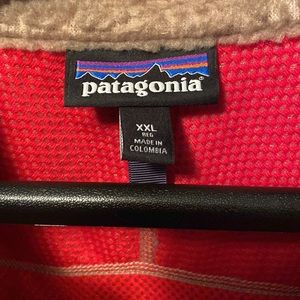 patagonia
XXL
REG
MADE IN
COLOMBIA